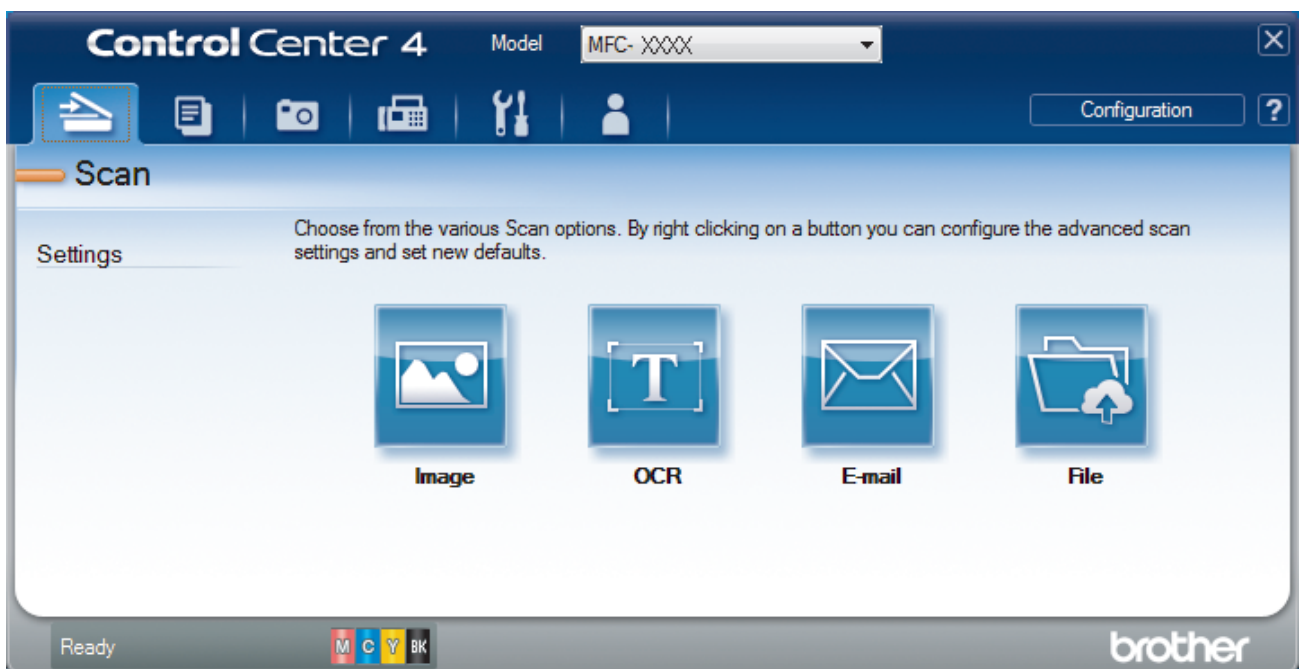 ControlCenter 4 Model MFC- XXXX X
Configuration ?
Scan
Choose from the various Scan options. By right clicking on a button you can configure the advanced scan
settings and set new defaults.
Settings
T
Image OCR E-mail File
Ready M C Y BK brother